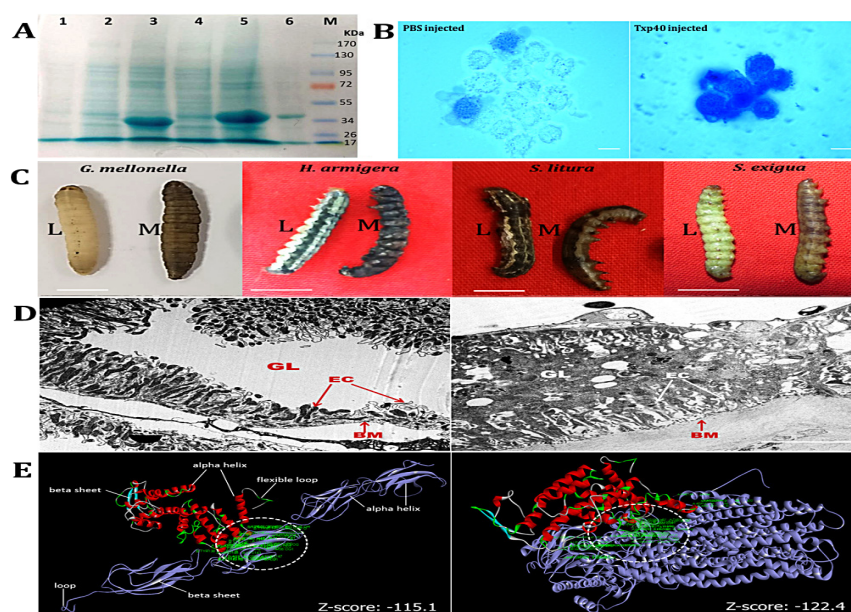 A
1 2 3 4 5 6 M
KDa
170
130
95
72
55
34
26
17
B
PBS injected
Txp40 injected
C
G. mellonella
L M
H. armigera
L M
S. litura
L M
S. exigua
L M
D
GL
EC
BM
GL
EC
BM
E
alpha helix
beta sheet
flexible loop
alpha helix
beta sheet
loop
Z-score: -115.1
Z-score: -122.4